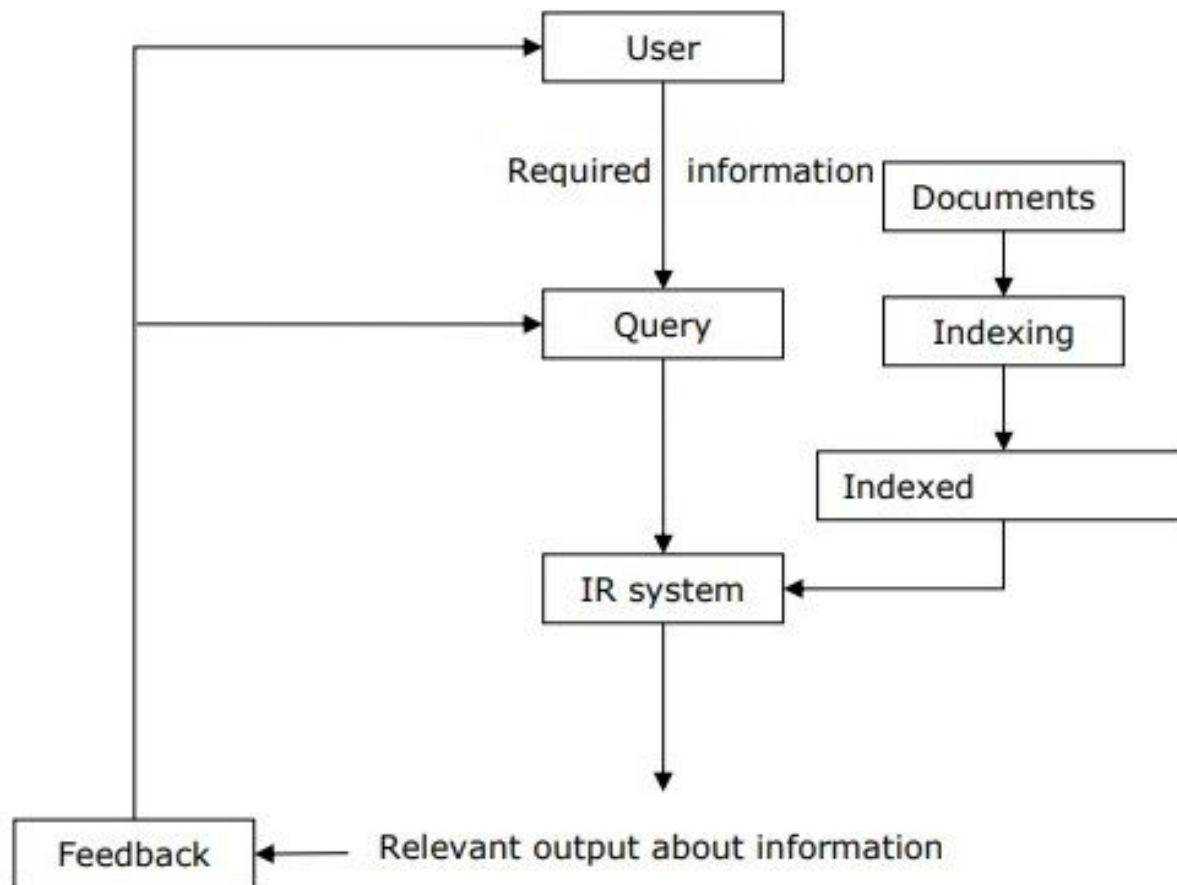 User
Required information
Documents
Query
Indexing
Indexed
IR system
Relevant output about information
Feedback